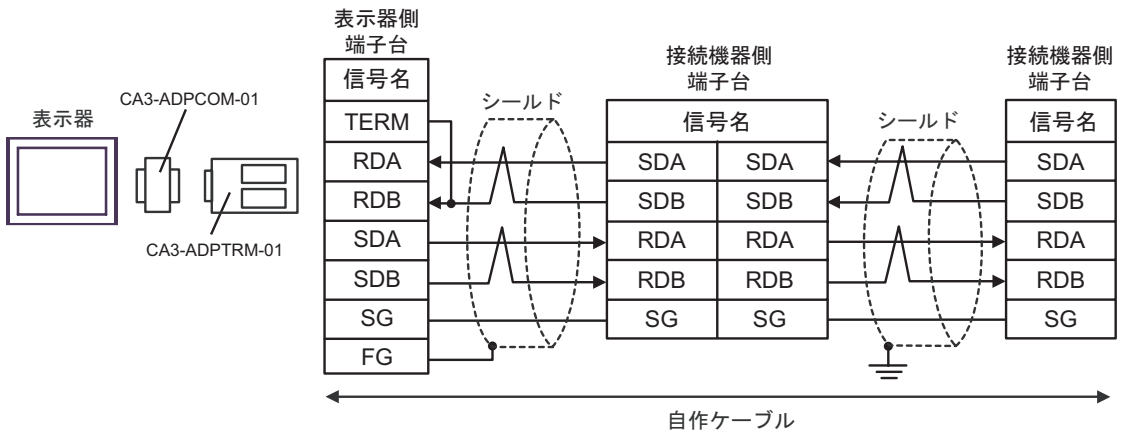 表示器
CA3-ADPCOM-01
CA3-ADPTRM-01
表示器側
端子台
信号名
TERM
RDA
RDB
SDA
SDB
SG
FG
シールド
接続機器側
端子台
信号名
SDA SDA
SDB SDB
RDA RDA
RDB RDB
SG SG
シールド
接続機器側
端子台
信号名
SDA
SDB
RDA
RDB
SG
自作ケーブル